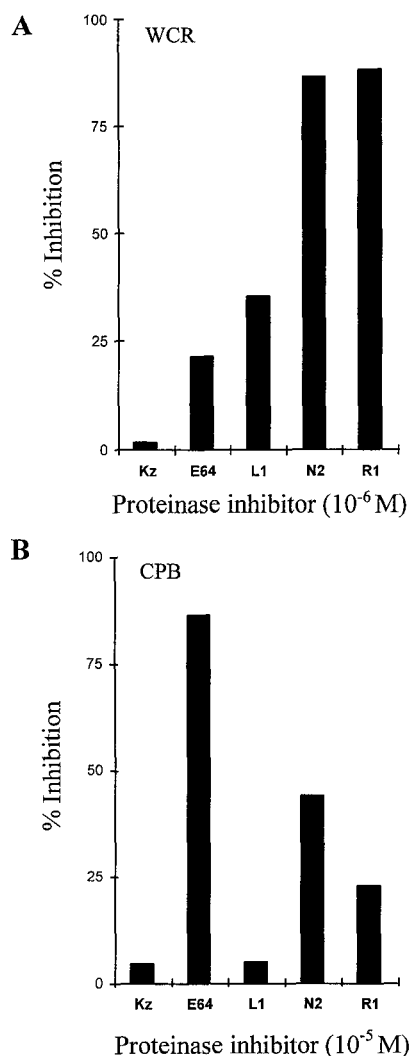 A
WCR
100
75
50
25
0
% Inhibition
Kz E64 L1 N2 R1
Proteinase inhibitor (10⁻⁶ M)
B
CPB
100
75
50
25
0
% Inhibition
Kz E64 L1 N2 R1
Proteinase inhibitor (10⁻⁵ M)